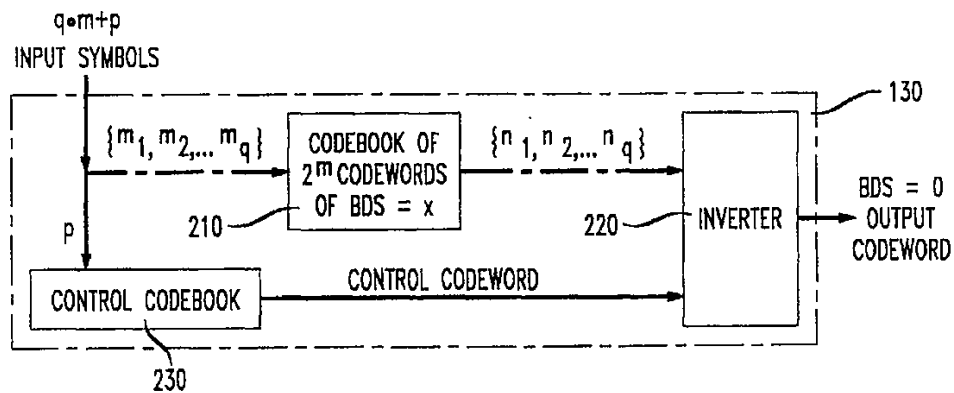 q•m+p
INPUT SYMBOLS
130
{m1, m2,... mq}
CODEBOOK OF
2^m CODEWORDS
OF BDS = x
{n1, n2,... nq}
210
220
INVERTER
BDS = 0
OUTPUT
CODEWORD
p
CONTROL CODEBOOK
CONTROL CODEWORD
230